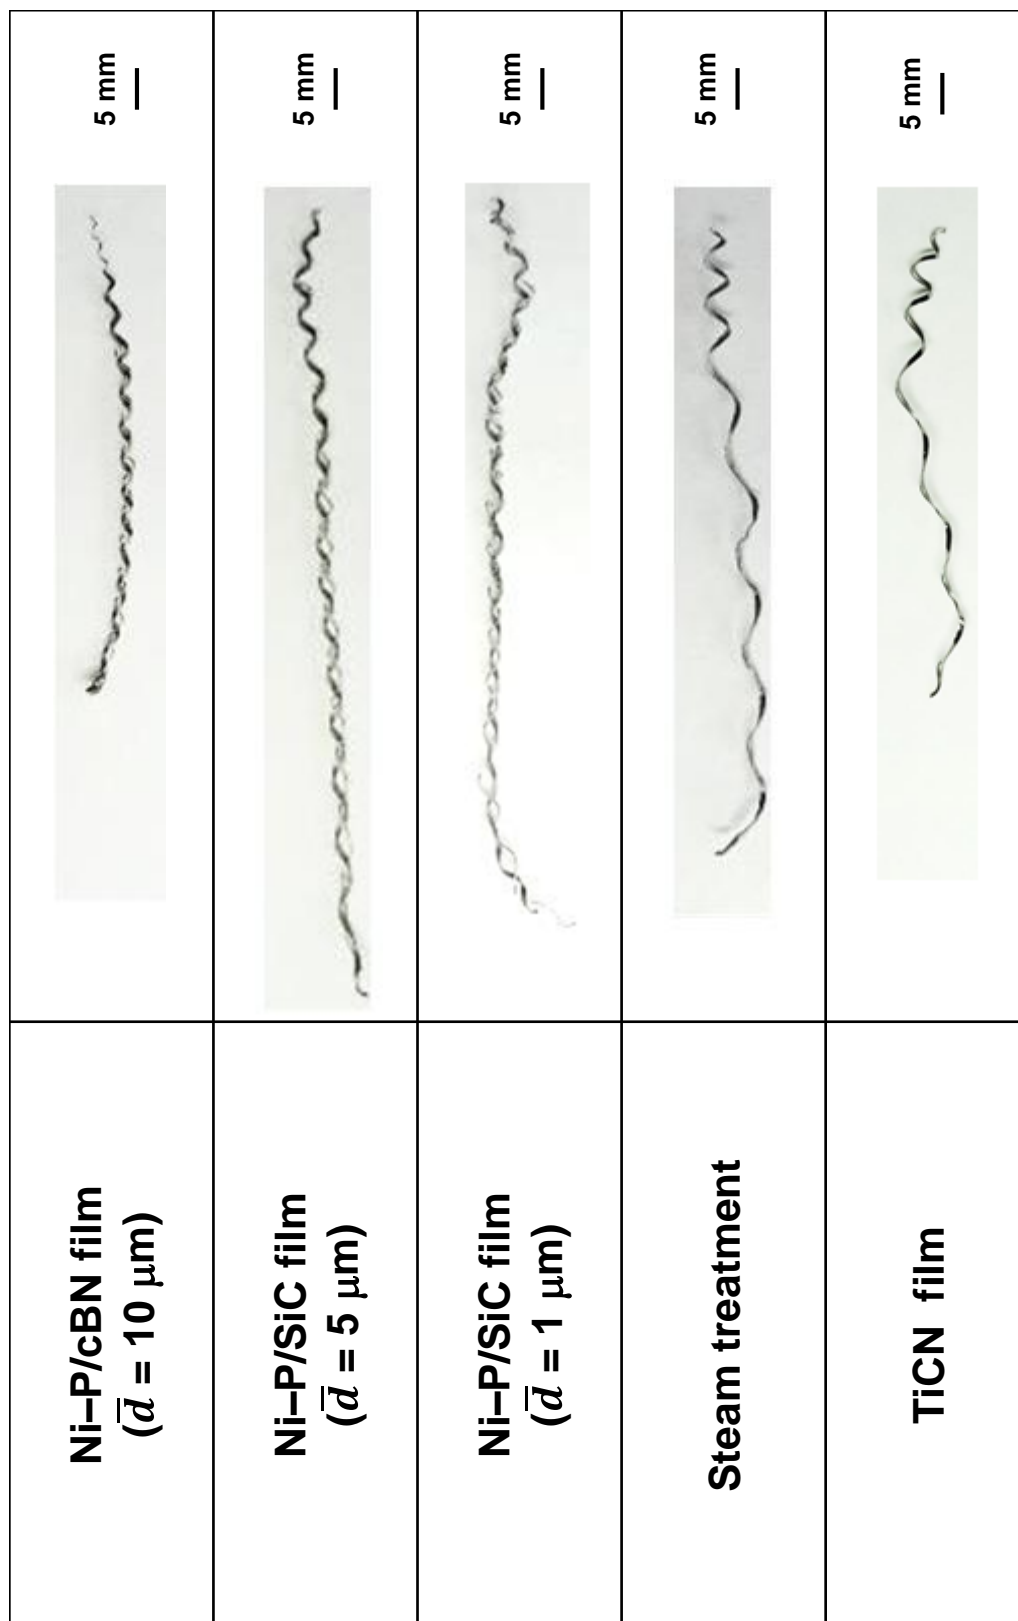 Ni–P/cBN film
(d̅ = 10 μm)
5 mm
Ni–P/SiC film
(d̅ = 5 μm)
5 mm
Ni–P/SiC film
(d̅ = 1 μm)
5 mm
Steam treatment
5 mm
TiCN film
5 mm